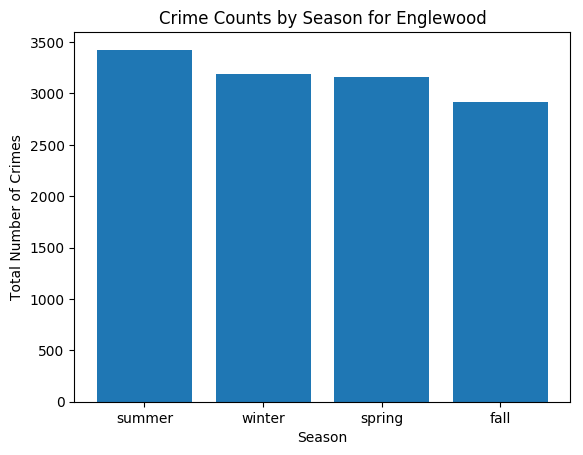 Crime Counts by Season for Englewood
3500
3000
2500
2000
1500
1000
500
0
Total Number of Crimes
summer winter spring fall
Season